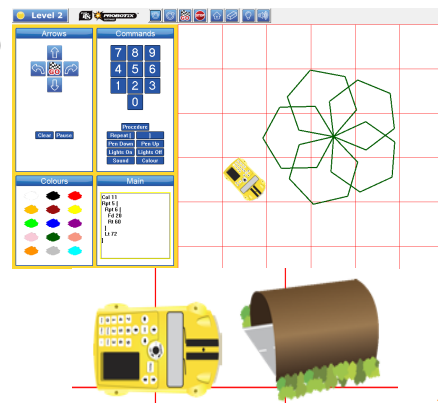 Level 2
PROBOTIX
STOP
Arrows
GO
Clear Pause
Commands
7 8 9
4 5 6
1 2 3
0
Procedure
Repeat [ ]
Pen Down Pen Up
Lights On Lights Off
Sound Colour
Colours
Main
Col 11
Rpt 5 [
Rpt 6 [
Fd 20
Rt 60
]
Lt 72
]